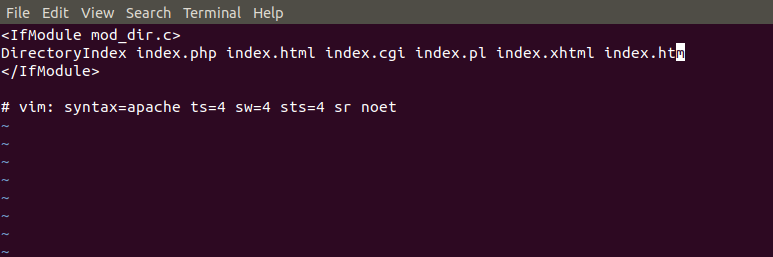 File Edit View Search Terminal Help
<IfModule mod_dir.c>
DirectoryIndex index.php index.html index.cgi index.pl index.xhtml index.htm
</IfModule>
# vim: syntax=apache ts=4 sw=4 sts=4 sr noet
~
~
~
~
~
~
~
~